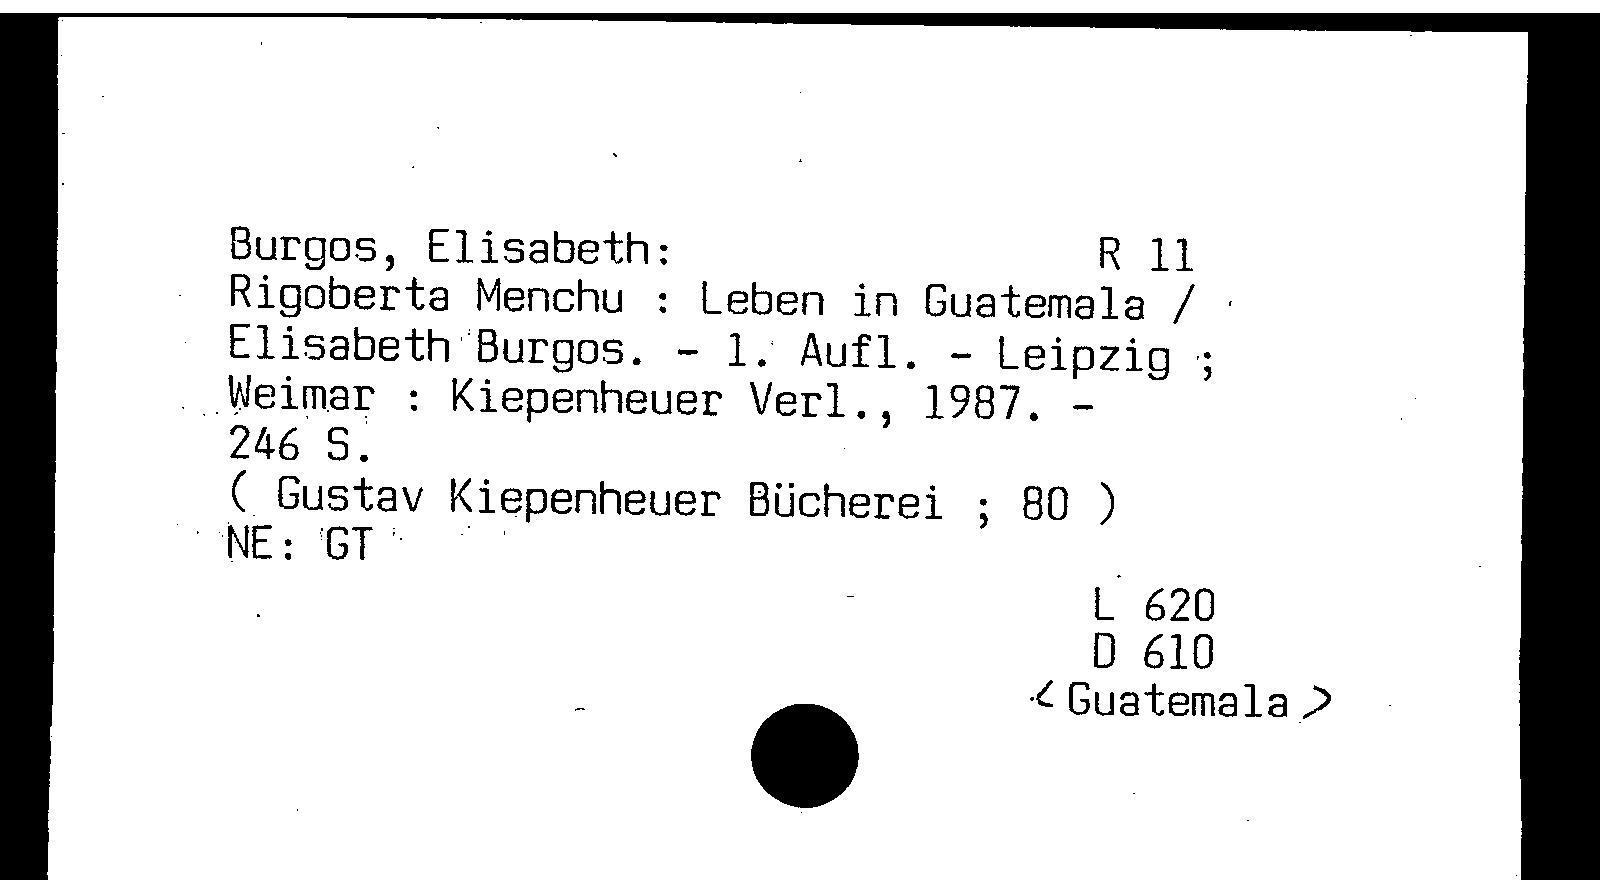 Burgos, Elisabeth: R 11
Rigoberta Menchu : Leben in Guatemala /
Elisabeth Burgos. - 1. Aufl. - Leipzig ;
Weimar : Kiepenheuer Verl., 1987. -
246 S.
( Gustav Kiepenheuer Bücherei ; 80 )
NE: GT
L 620
D 610
<Guatemala>